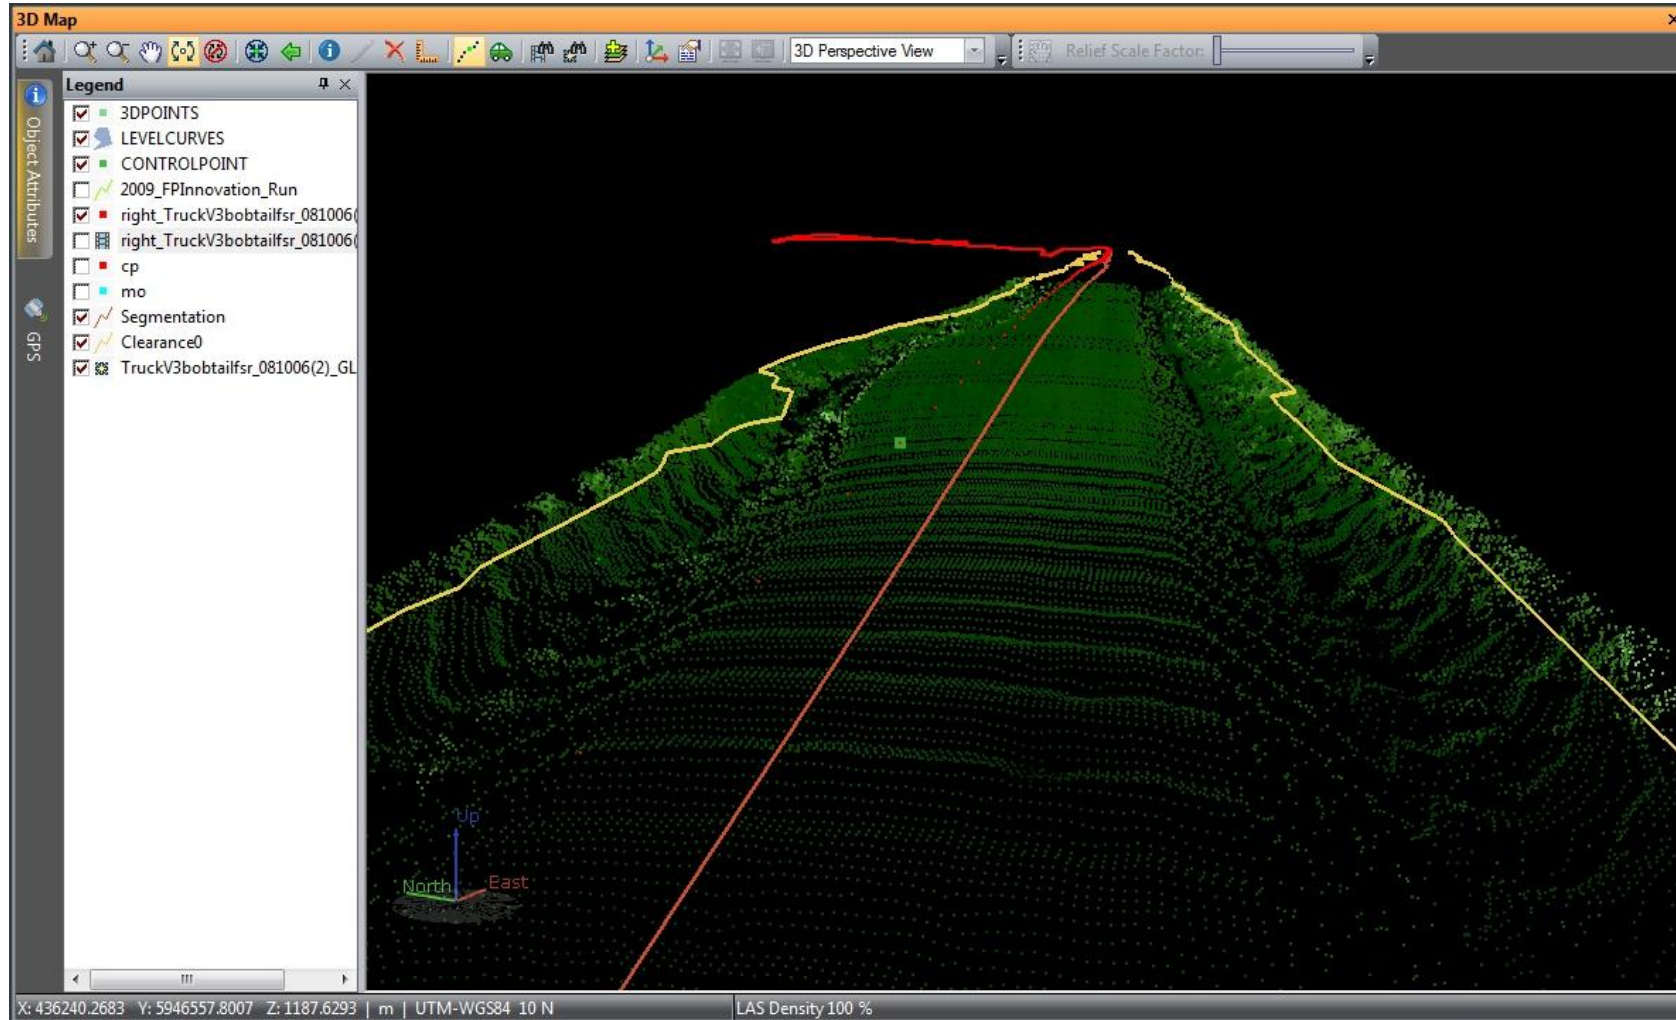 3D Map
3D Perspective View
Relief Scale Factor:
Legend
Object Attributes
GPS
3DPOINTS
LEVELCURVES
CONTROLPOINT
2009_FPInnovation_Run
right_TruckV3bobtailfsr_081006(
right_TruckV3bobtailfsr_081006(
cp
mo
Segmentation
Clearance0
TruckV3bobtailfsr_081006(2)_GL
Up
North
East
X: 436240.2683 Y: 5946557.8007 Z: 1187.6293 | m | UTM-WGS84 10 N
LAS Density 100 %